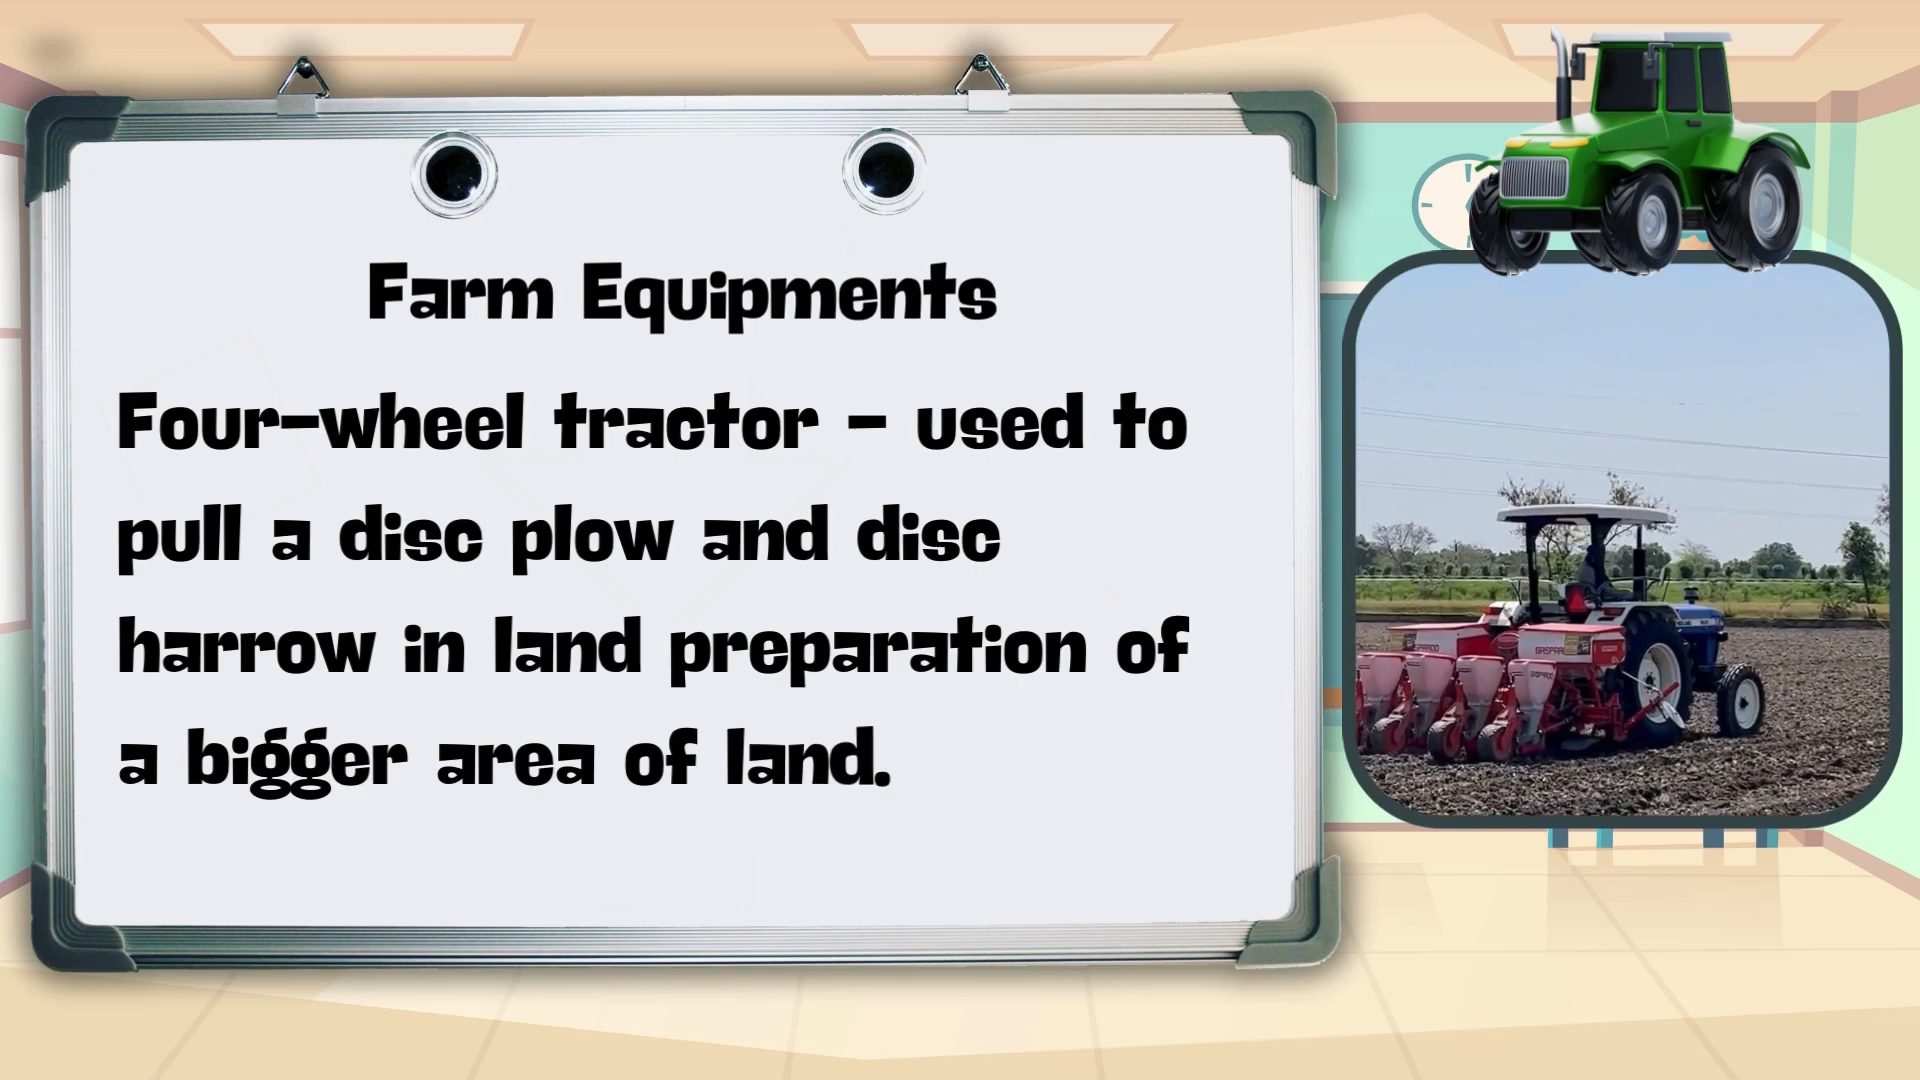 Farm Equipments
Four-wheel tractor - used to
pull a disc plow and disc
harrow in land preparation of
a bigger area of land.
GASPARDO